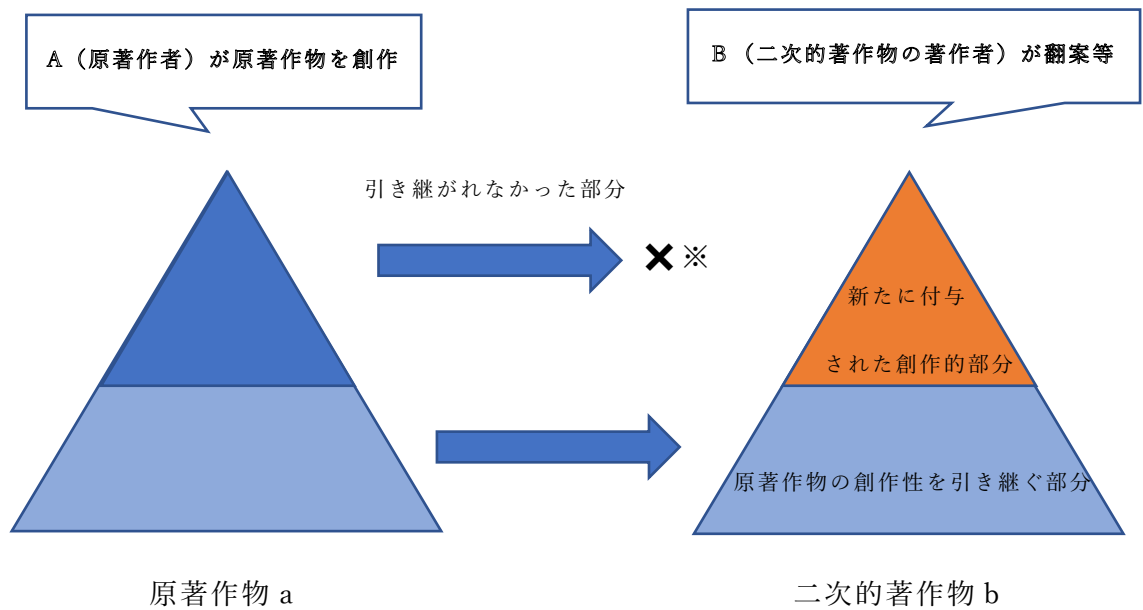 A（原著作者）が原著作物を創作
B（二次的著作物の著作者）が翻案等
引き継がれなかった部分
×※
新たに付与
された創作的部分
原著作物の創作性を引き継ぐ部分
原著作物 a
二次的著作物 b